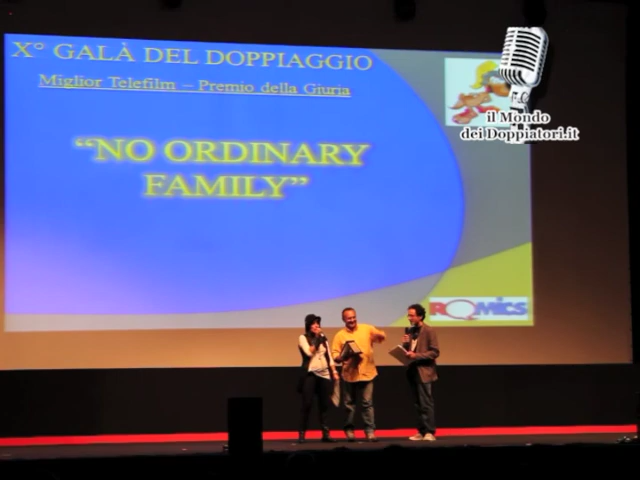 X° GALÀ DEL DOPPIAGGIO
Miglior Telefilm – Premio della Giuria
il Mondo
dei Doppiatori.it
“NO ORDINARY
FAMILY”
ROMICS